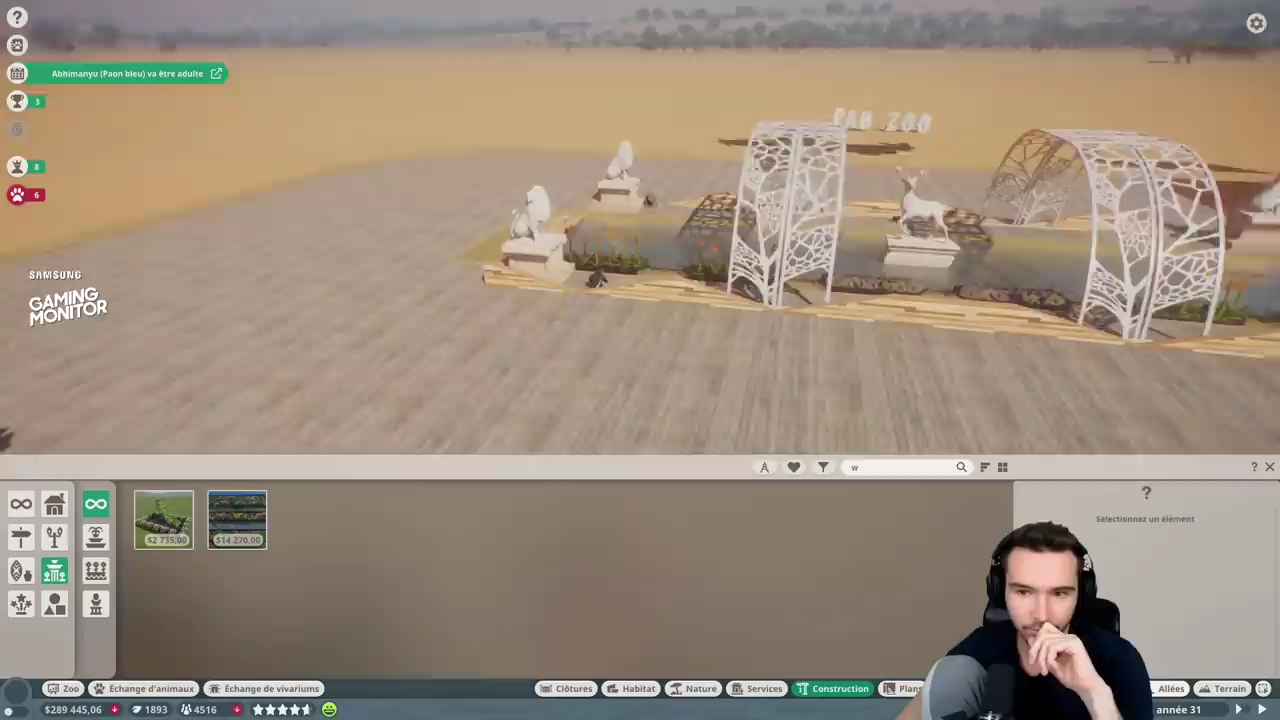 ?
Abhimanyu (Paon bleu) va être adulte
3
8
6
SAMSUNG
GAMING
MONITOR
ZOO
w
?
?
Sélectionnez un élément
$2 735,00
$14 270,00
Zoo
Échange d'animaux
Échange de vivariums
Clôtures
Habitat
Nature
Services
Construction
Plans
Allées
Terrain
$289 445,06
1893
4516
année 31